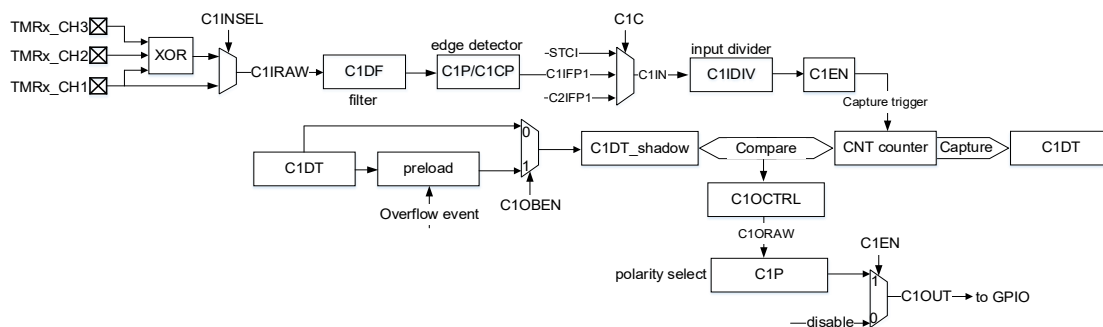 TMRx_CH3
C1INSEL
C1C
TMRx_CH2
XOR
edge detector
input divider
STCI
C1IRAW
C1DF
C1P/C1CP
C1IFP1
C1IN
C1IDIV
C1EN
TMRx_CH1
filter
C2IFP1
Capture trigger
0
C1DT_shadow
Compare
CNT counter
Capture
C1DT
C1DT
preload
1
C1OBEN
Overflow event
C1OCTRL
C1ORAW
C1EN
polarity select
C1P
1
C1OUT
to GPIO
disable
0